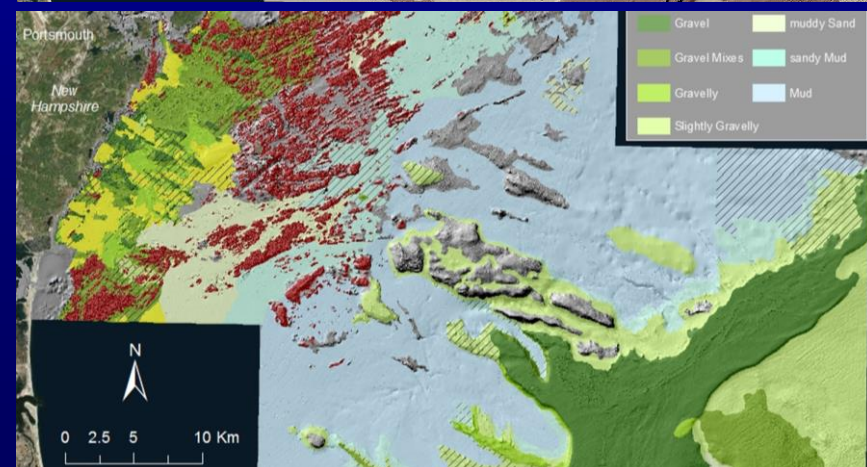 Portsmouth
New
Hampshire
Gravel
muddy Sand
Gravel Mixes
sandy Mud
Gravelly
Mud
Slightly Gravelly
N
0 2.5 5 10 Km